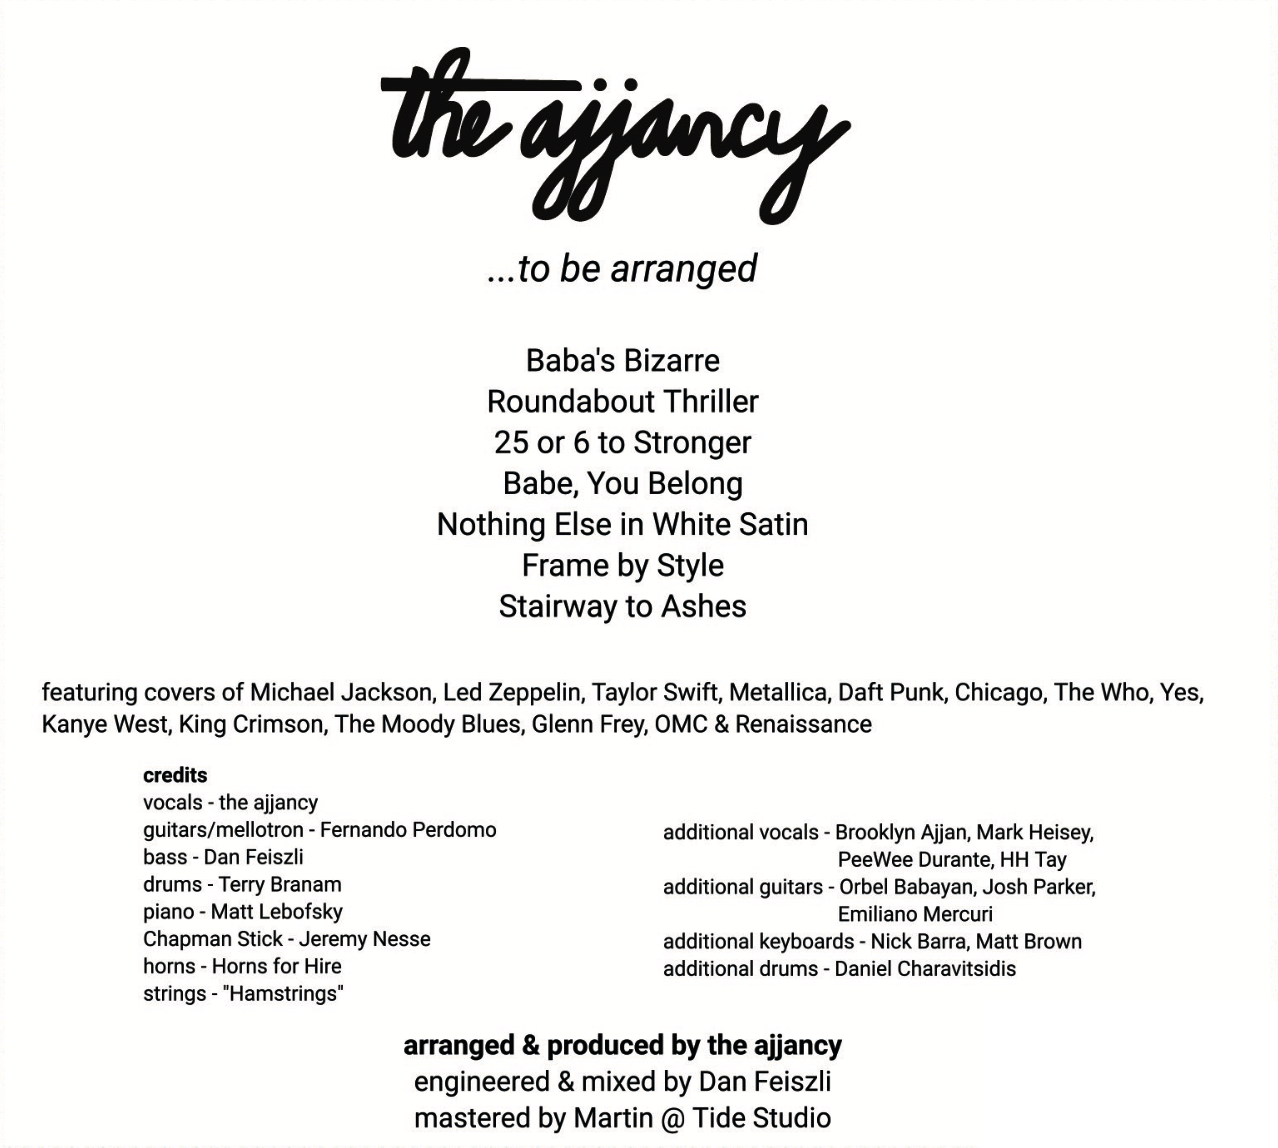 the ajjancy
...to be arranged
Baba's Bizarre
Roundabout Thriller
25 or 6 to Stronger
Babe, You Belong
Nothing Else in White Satin
Frame by Style
Stairway to Ashes
featuring covers of Michael Jackson, Led Zeppelin, Taylor Swift, Metallica, Daft Punk, Chicago, The Who, Yes,
Kanye West, King Crimson, The Moody Blues, Glenn Frey, OMC & Renaissance
credits
vocals - the ajjancy
guitars/mellotron - Fernando Perdomo
bass - Dan Feiszli
drums - Terry Branam
piano - Matt Lebofsky
Chapman Stick - Jeremy Nesse
horns - Horns for Hire
strings - "Hamstrings"
additional vocals - Brooklyn Ajjan, Mark Heisey,
PeeWee Durante, HH Tay
additional guitars - Orbel Babayan, Josh Parker,
Emiliano Mercuri
additional keyboards - Nick Barra, Matt Brown
additional drums - Daniel Charavitsidis
arranged & produced by the ajjancy
engineered & mixed by Dan Feiszli
mastered by Martin @ Tide Studio